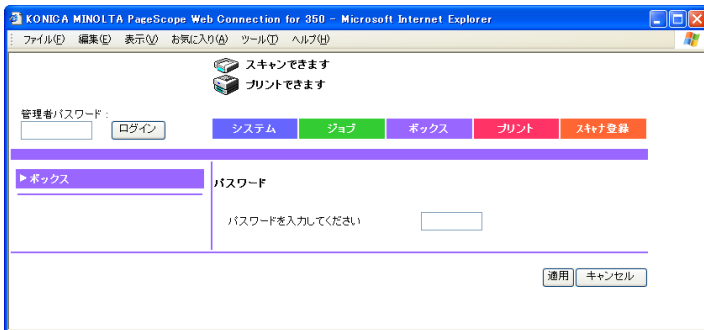 KONICA MINOLTA PageScope Web Connection for 350 - Microsoft Internet Explorer
ファイル(F) 編集(E) 表示(V) お気に入り(A) ツール(T) ヘルプ(H)
スキャンできます
プリントできます
管理者パスワード:
ログイン
システム ジョブ ボックス プリント スキャナ登録
ボックス
パスワード
パスワードを入力してください
適用 キャンセル